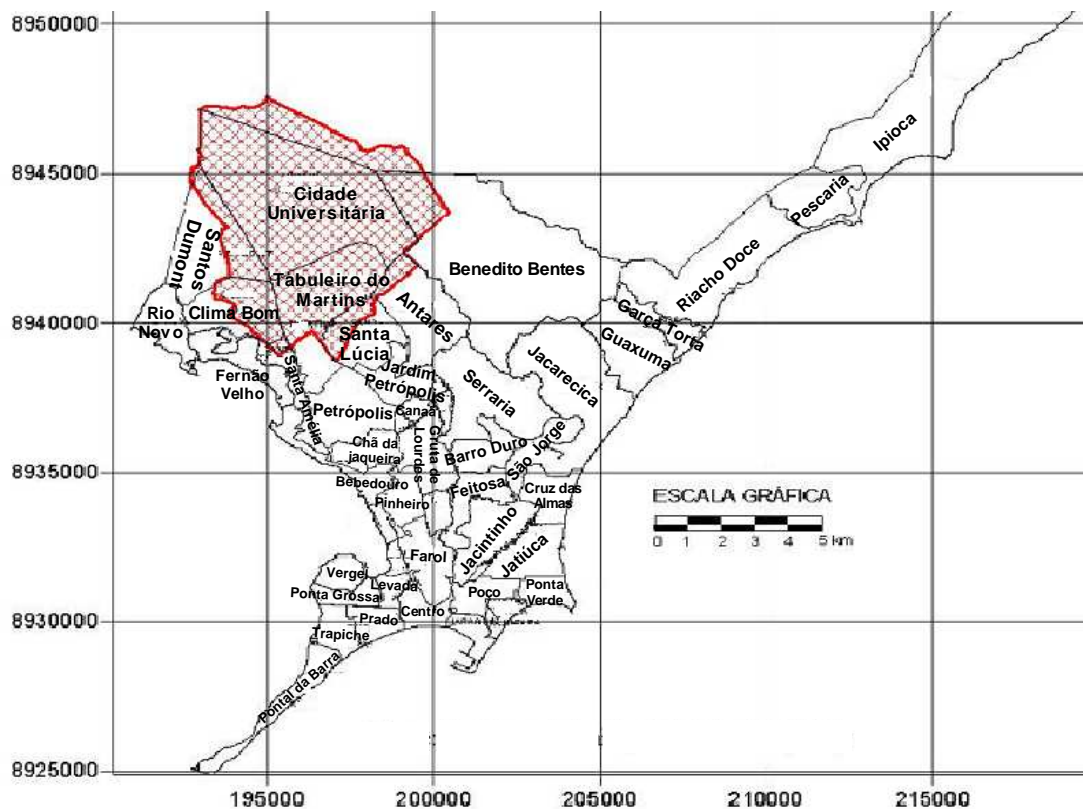 8950000
Ipioca
8945000
Pescaria
Cidade
Universitária
Santos
Dumont
Benedito Bentes
Riacho Doce
Tabuleiro do
Martins
Antares
Rio
Novo
Clima Bom
Garça Torta
8940000
Santa
Lúcia
Guaxuma
Jacarecica
Fernão
Velho
Santa Amélia
Jardim
Petrópolis
Serraria
Petrópolis
Canaã
Chã da
jaqueira
Gruta de
Lourdes
Barro Duro
São Jorge
8935000
Bebedouro
Feitosa
Cruz das
Almas
Pinheiro
ESCALA GRÁFICA
0 1 2 3 4 5 km
Jacintinho
Farol
Jatiúca
Vergel
Levada
Ponta Grossa
Poço
Ponta
Verde
Centro
Prado
8930000
Trapiche
Pontal da Barra
8925000
195000 200000 205000 210000 215000